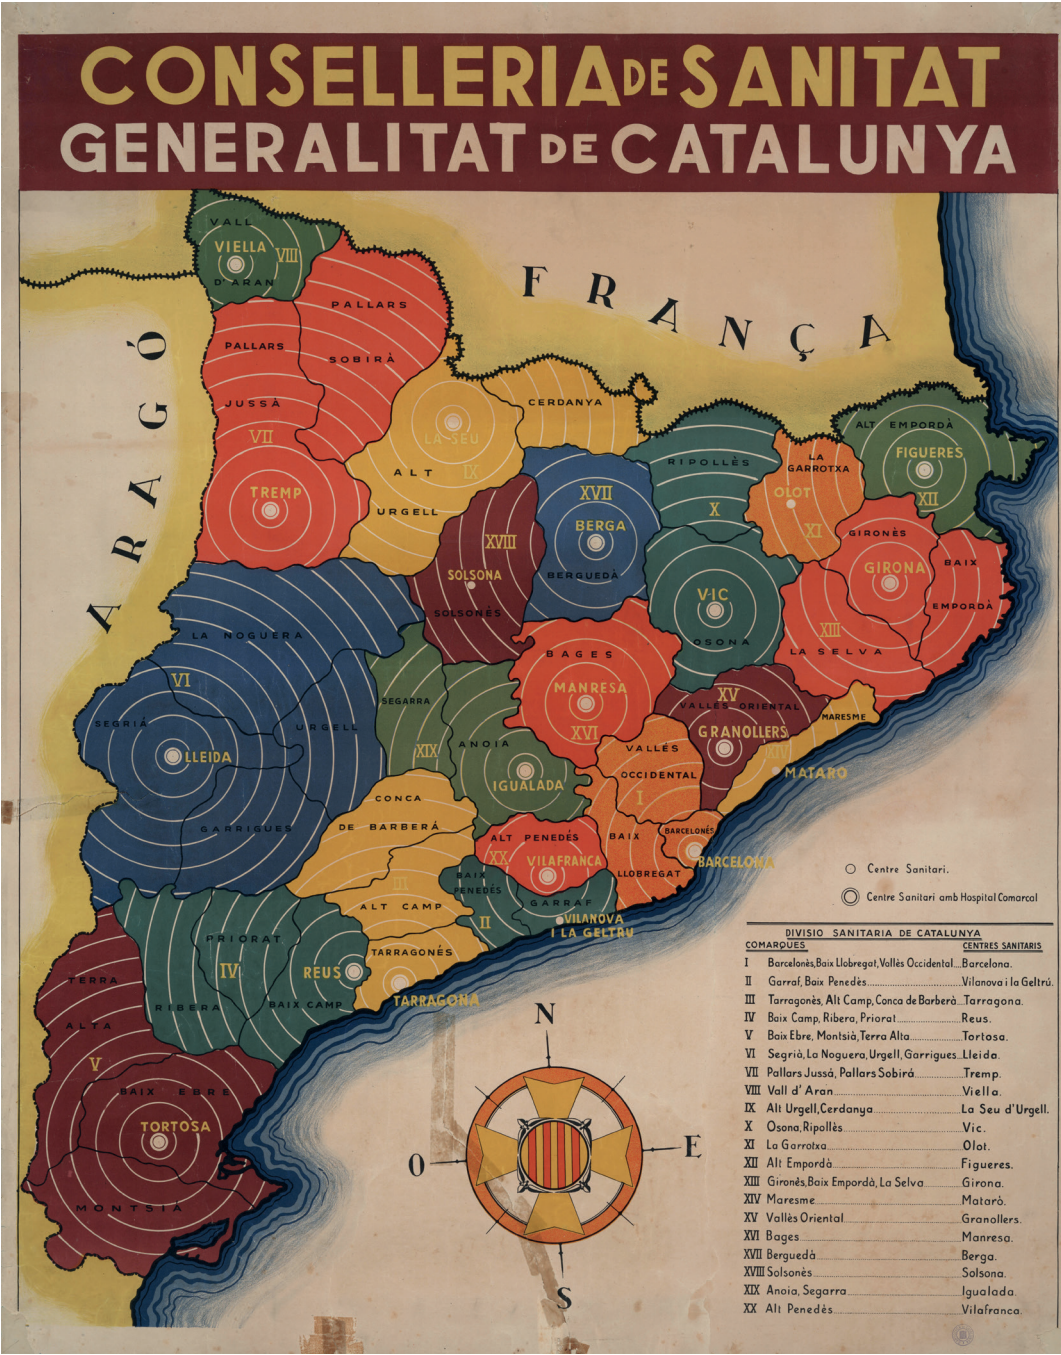 CONSELLERIA DE SANITAT
GENERALITAT DE CATALUNYA
FRANÇA
ARAGÓ
VALL
VIELLA
VIII
D'ARAN
PALLARS
SOBIRÀ
PALLARS
JUSSÀ
VII
TREMP
CERDANYA
LA SEU
IX
ALT
URGELL
RIPOLLÈS
X
LA
GARROTXA
OLOT
XI
ALT EMPORDÀ
FIGUERES
XII
XVII
BERGA
BERGUEDÀ
XVIII
SOLSONA
SOLSONÈS
VIC
OSONA
GIRONÈS
GIRONA
BAIX
EMPORDÀ
XIII
LA SELVA
LA NOGUERA
VI
SEGRIÀ
URGELL
LLEIDA
GARRIGUES
SEGARRA
XIX
ANOIA
IGUALADA
BAGES
MANRESA
XVI
XV
VALLÈS ORIENTAL
GRANOLLERS
MARESME
XIV
MATARO
VALLÈS
OCCIDENTAL
I
BAIX
LLOBREGAT
BARCELONÈS
BARCELONA
CONCA
DE BARBERÀ
III
ALT CAMP
TARRAGONÈS
TARRAGONA
ALT PENEDÈS
XX
VILAFRANCA
BAIX
PENEDÈS
II
GARRAF
VILANOVA
I LA GELTRU
PRIORAT
IV
REUS
RIBERA
BAIX CAMP
TERRA
ALTA
V
BAIX EBRE
TORTOSA
MONTSIÀ
N
O
E
S
Centre Sanitari.
Centre Sanitari amb Hospital Comarcal
DIVISIO SANITARIA DE CATALUNYA
COMARQUES CENTRES SANITARIS
I Barcelonès, Baix Llobregat, Vallès Occidental....Barcelona.
II Garraf, Baix Penedès....Vilanova i la Geltrú.
III Tarragonès, Alt Camp, Conca de Barberà...Tarragona.
IV Baix Camp, Ribera, Priorat....Reus.
V Baix Ebre, Montsià, Terra Alta....Tortosa.
VI Segrià, La Noguera, Urgell, Garrigues...Lleida.
VII Pallars Jussá, Pallars Sobirá....Tremp.
VIII Vall d'Aran....Viella.
IX Alt Urgell, Cerdanya....La Seu d'Urgell.
X Osona, Ripollès....Vic.
XI La Garrotxa....Olot.
XII Alt Empordà....Figueres.
XIII Gironès, Baix Empordà, La Selva....Girona.
XIV Maresme....Mataró.
XV Vallès Oriental....Granollers.
XVI Bages....Manresa.
XVII Berguedà....Berga.
XVIII Solsonès....Solsona.
XIX Anoia, Segarra....Igualada.
XX Alt Penedès....Vilafranca.